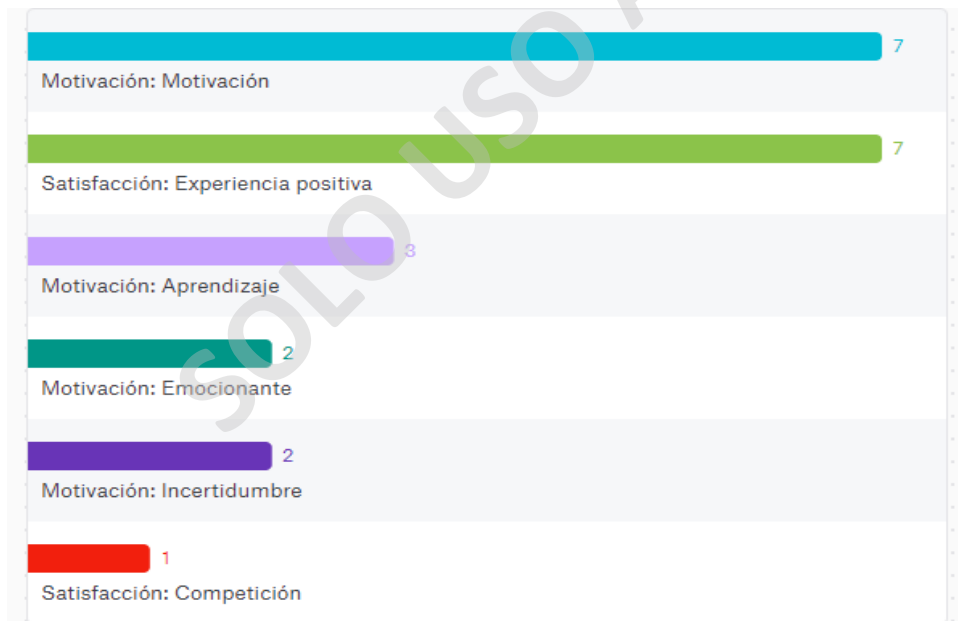 7
Motivación: Motivación
7
Satisfacción: Experiencia positiva
3
Motivación: Aprendizaje
2
Motivación: Emocionante
2
Motivación: Incertidumbre
1
Satisfacción: Competición
SOLO USO